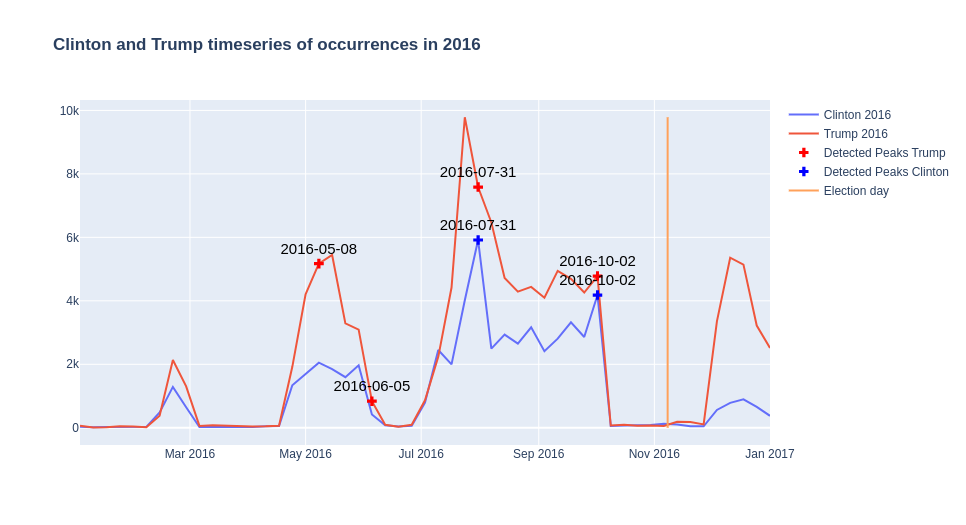 Clinton and Trump timeseries of occurrences in 2016
10k
8k
6k
4k
2k
0
2016-05-08
2016-06-05
2016-07-31
2016-07-31
2016-10-02
2016-10-02
Mar 2016
May 2016
Jul 2016
Sep 2016
Nov 2016
Jan 2017
Clinton 2016
Trump 2016
Detected Peaks Trump
Detected Peaks Clinton
Election day